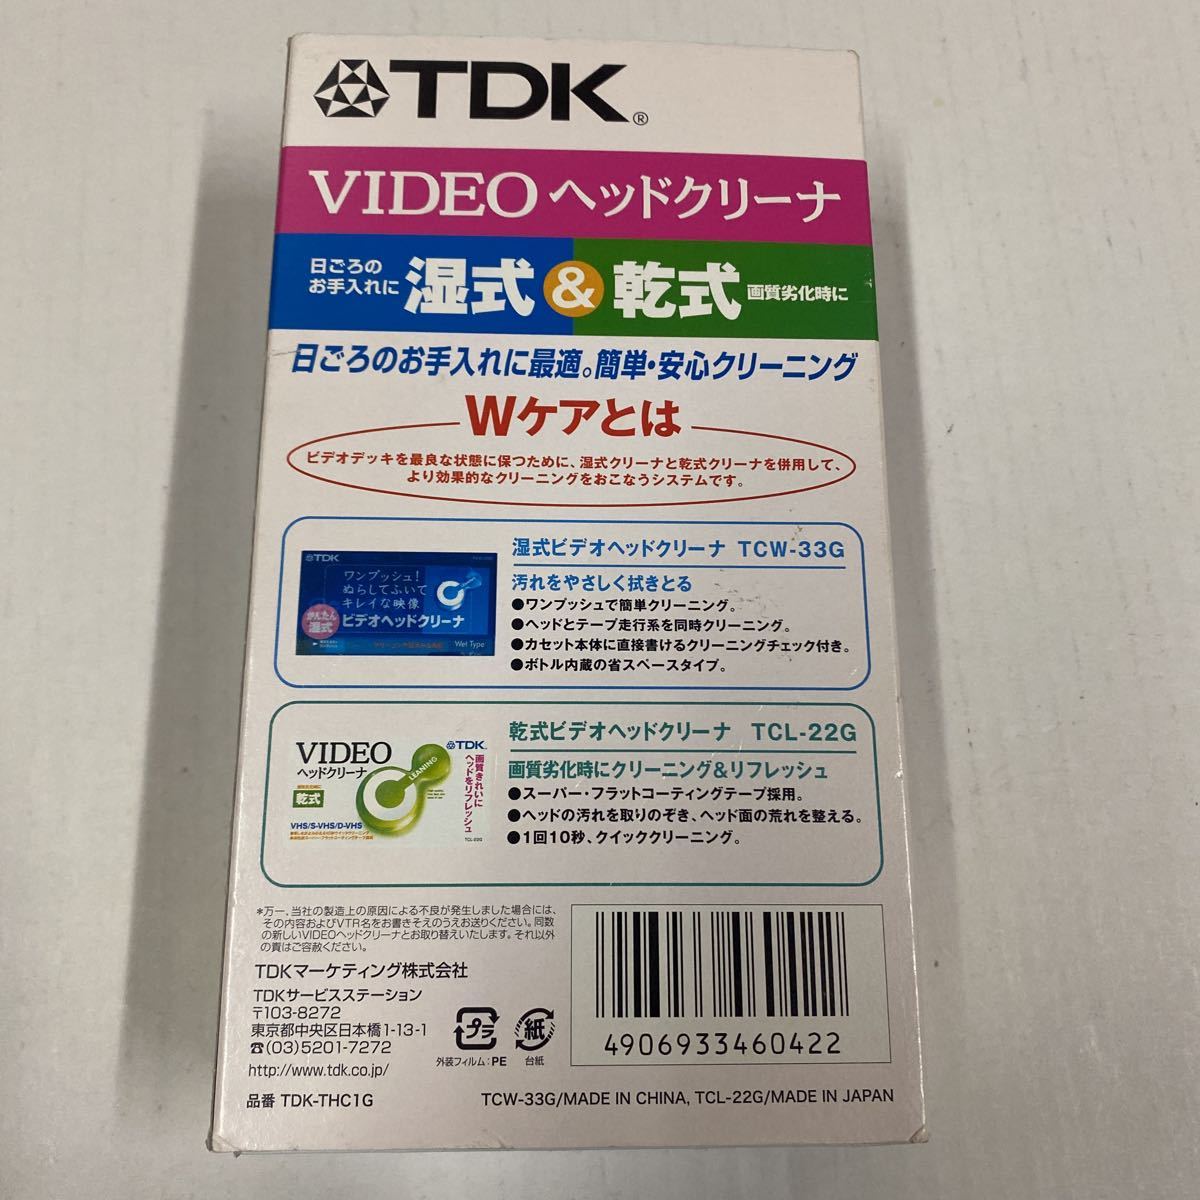 TDK®
VIDEO ヘッドクリーナ
日ごろの
お手入れに
湿式 & 乾式
画質劣化時に
日ごろのお手入れに最適。簡単・安心クリーニング
Wケアとは
ビデオデッキを最良な状態に保つために、湿式クリーナと乾式クリーナを併用して、
より効果的なクリーニングをおこなうシステムです。
湿式ビデオヘッドクリーナ TCW-33G
汚れをやさしく拭きとる
●ワンプッシュで簡単クリーニング。
●ヘッドとテープ走行系を同時クリーニング。
●カセット本体に直接書けるクリーニングチェック付き。
●ボトル内蔵の省スペースタイプ。
TDK
ワンプッシュ!
ぬらしてふいて
キレイな映像
かんたん
湿式
ビデオヘッドクリーナ
Wet Type
乾式ビデオヘッドクリーナ TCL-22G
画質劣化時にクリーニング&リフレッシュ
●スーパー・フラットコーティングテープ採用。
●ヘッドの汚れを取りのぞき、ヘッド面の荒れを整える。
●1回10秒、クイッククリーニング。
VIDEO
ヘッドクリーナ
乾式
VHS/S-VHS/D-VHS
CLEANING
TDK
画質きれいに
ヘッドをリフレッシュ
TCL-22G
*万一、当社の製造上の原因による不良が発生しました場合には、
その内容およびVTR名をお書きそえのうえお送りください。同数
の新しいVIDEOヘッドクリーナとお取り替えいたします。それ以外
の責はご容赦ください。
TDKマーケティング株式会社
TDKサービスステーション
〒103-8272
東京都中央区日本橋1-13-1
☎(03)5201-7272
http://www.tdk.co.jp/
プラ
外装フィルム:PE
紙
台紙
4906933460422
品番 TDK-THC1G
TCW-33G/MADE IN CHINA, TCL-22G/MADE IN JAPAN